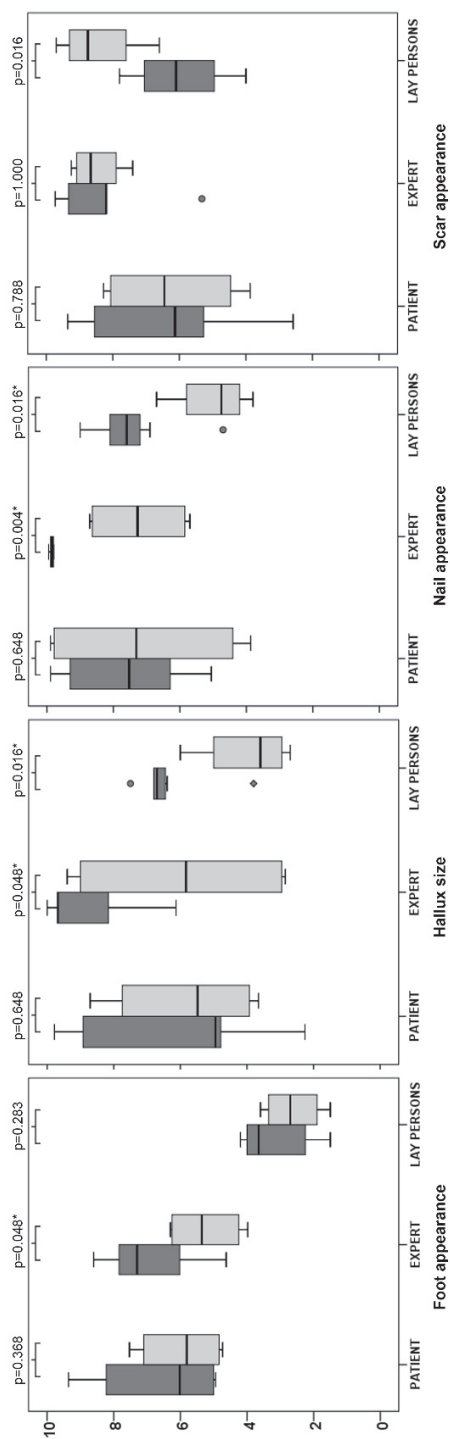 10
8
6
4
2
0
p=0.368
p=0.048*
p=0.283
PATIENT
EXPERT
LAY PERSONS
Foot appearance
p=0.648
p=0.048*
p=0.016*
PATIENT
EXPERT
LAY PERSONS
Hallux size
p=0.648
p=0.004*
p=0.016*
PATIENT
EXPERT
LAY PERSONS
Nail appearance
p=0.788
p=1.000
p=0.016
PATIENT
EXPERT
LAY PERSONS
Scar appearance